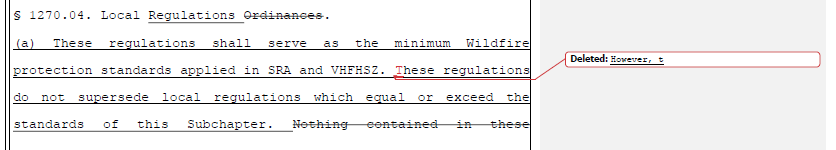 § 1270.04. Local Regulations Ordinances.
(a) These regulations shall serve as the minimum Wildfire
protection standards applied in SRA and VHFHSZ. These regulations
Deleted: However, t
do not supersede local regulations which equal or exceed the
standards of this Subchapter. Nothing contained in these